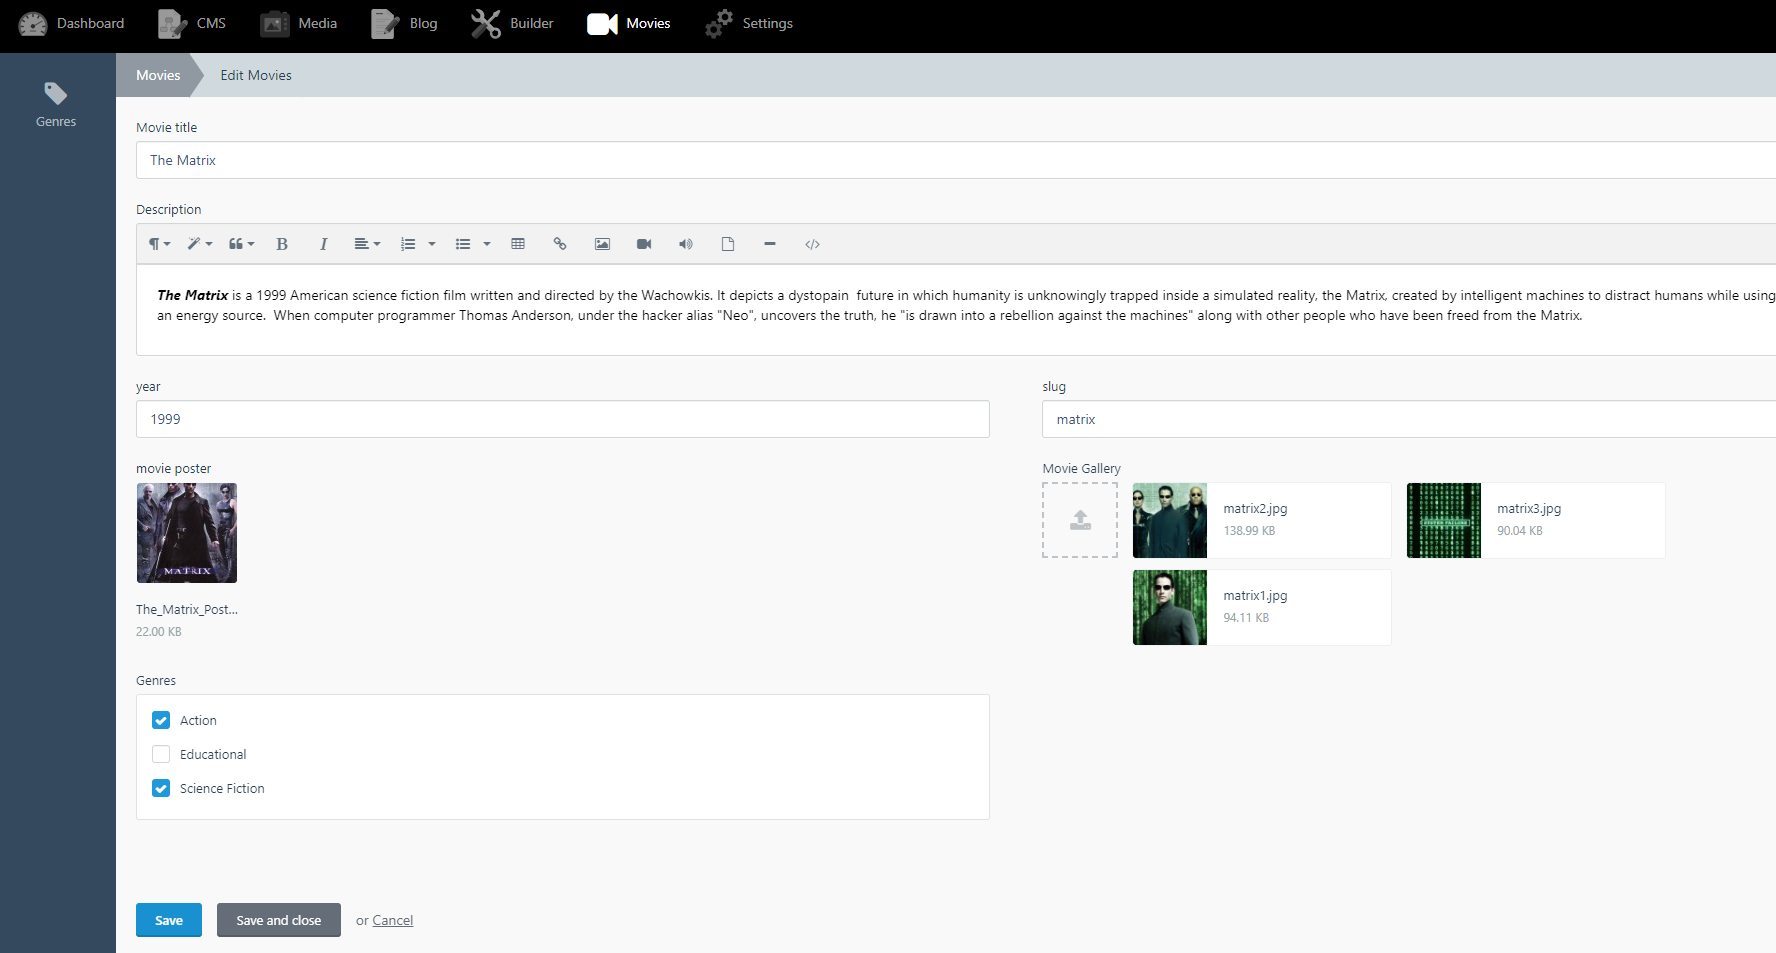 Dashboard CMS Media Blog Builder Movies Settings
Genres
Movies Edit Movies
Movie title
The Matrix
Description
The Matrix is a 1999 American science fiction film written and directed by the Wachowkis. It depicts a dystopain  future in which humanity is unknowingly trapped inside a simulated reality, the Matrix, created by intelligent machines to distract humans while using
an energy source.  When computer programmer Thomas Anderson, under the hacker alias "Neo", uncovers the truth, he "is drawn into a rebellion against the machines" along with other people who have been freed from the Matrix.
year
1999
slug
matrix
movie poster
MATRIX
The_Matrix_Post...
22.00 KB
Movie Gallery
matrix2.jpg
138.99 KB
matrix3.jpg
90.04 KB
matrix1.jpg
94.11 KB
Genres
Action
Educational
Science Fiction
Save Save and close or Cancel